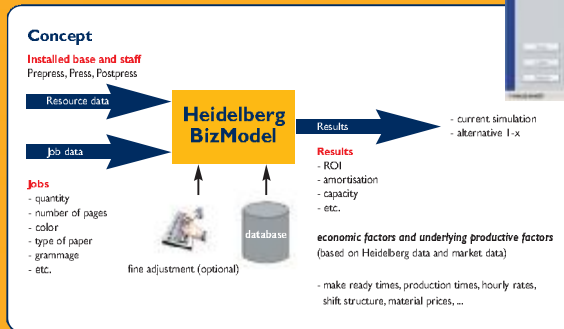 Concept
Installed base and staff
Prepress, Press, Postpress
Resource data
Job data
Heidelberg
BizModel
Results
- current simulation
- alternative 1-x
Jobs
- quantity
- number of pages
- color
- type of paper
- grammage
- etc.
fine adjustment (optional)
database
Results
- ROI
- amortisation
- capacity
- etc.
economic factors and underlying productive factors
(based on Heidelberg data and market data)
- make ready times, production times, hourly rates,
shift structure, material prices, ...